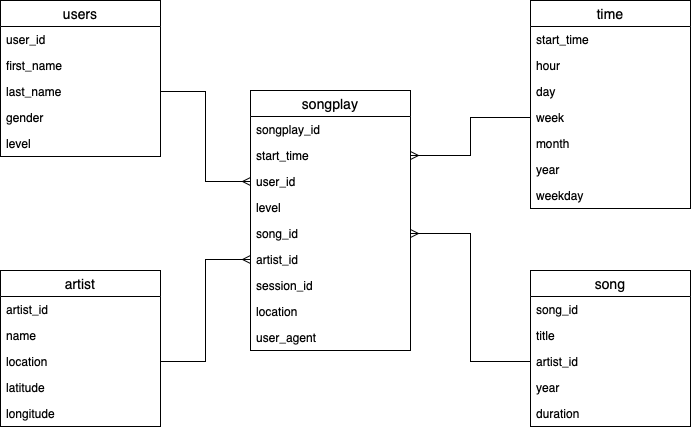 users
user_id
first_name
last_name
gender
level
time
start_time
hour
day
week
month
year
weekday
songplay
songplay_id
start_time
user_id
level
song_id
artist_id
session_id
location
user_agent
artist
artist_id
name
location
latitude
longitude
song
song_id
title
artist_id
year
duration